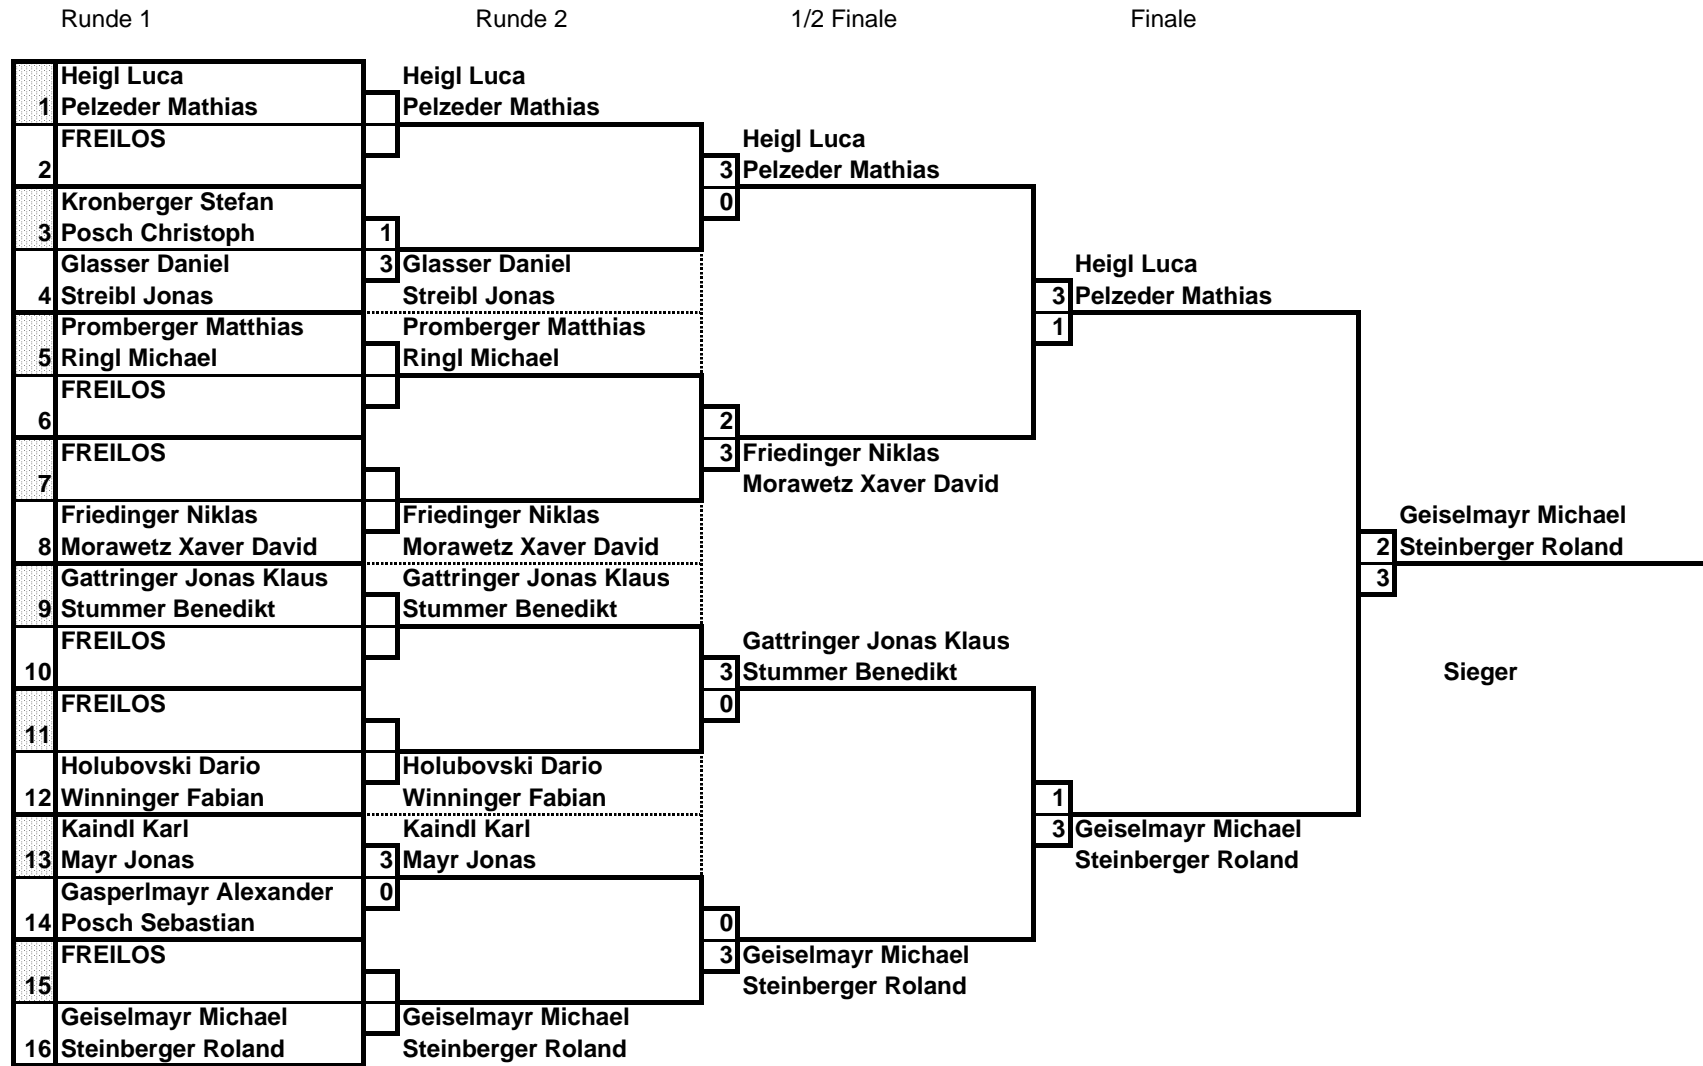 Runde 1 Runde 2 1/2 Finale Finale
Heigl Luca Heigl Luca
1 Pelzeder Mathias Pelzeder Mathias
FREILOS Heigl Luca
2 3 Pelzeder Mathias
Kronberger Stefan 0
3 Posch Christoph 1
Glasser Daniel 3 Glasser Daniel Heigl Luca
4 Streibl Jonas Streibl Jonas 3 Pelzeder Mathias
Promberger Matthias Promberger Matthias 1
5 Ringl Michael Ringl Michael
FREILOS
6 2
FREILOS 3 Friedinger Niklas
7 Morawetz Xaver David
Friedinger Niklas Friedinger Niklas Geiselmayr Michael
8 Morawetz Xaver David Morawetz Xaver David 2 Steinberger Roland
Gattringer Jonas Klaus Gattringer Jonas Klaus 3
9 Stummer Benedikt Stummer Benedikt
FREILOS Gattringer Jonas Klaus
10 3 Stummer Benedikt Sieger
FREILOS 0
11
Holubovski Dario Holubovski Dario
12 Winninger Fabian Winninger Fabian 1
Kaindl Karl Kaindl Karl 3 Geiselmayr Michael
13 Mayr Jonas 3 Mayr Jonas Steinberger Roland
Gasperlmayr Alexander 0
14 Posch Sebastian 0
FREILOS 3 Geiselmayr Michael
15 Steinberger Roland
Geiselmayr Michael Geiselmayr Michael
16 Steinberger Roland Steinberger Roland